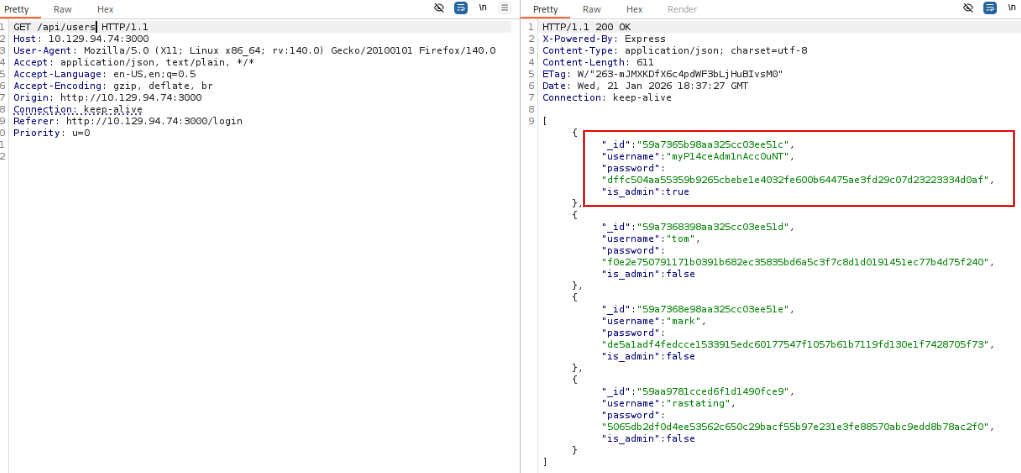 Pretty Raw Hex
\n
1 GET /api/users HTTP/1.1
2 Host: 10.129.94.74:3000
3 User-Agent: Mozilla/5.0 (X11; Linux x86_64; rv:140.0) Gecko/20100101 Firefox/140.0
4 Accept: application/json, text/plain, */*
5 Accept-Language: en-US,en;q=0.5
6 Accept-Encoding: gzip, deflate, br
7 Origin: http://10.129.94.74:3000
8 Connection: keep-alive
9 Referer: http://10.129.94.74:3000/login
0 Priority: u=0
1
2
Pretty Raw Hex Render
\n
1 HTTP/1.1 200 OK
2 X-Powered-By: Express
3 Content-Type: application/json; charset=utf-8
4 Content-Length: 611
5 ETag: W/"263-mJMXKDfX6c4pdWF3bLjHuBIvsM0"
6 Date: Wed, 21 Jan 2026 18:37:27 GMT
7 Connection: keep-alive
8
9 [
{
"_id":"59a7365b98aa325cc03ee51c",
"username":"myP14ceAdm1nAcc0uNT",
"password":
"dffc504aa55359b9265cbebe1e4032fe600b64475ae3fd29c07d23223334d0af",
"is_admin":true
},
{
"_id":"59a7368398aa325cc03ee51d",
"username":"tom",
"password":
"f0e2e750791171b0391b682ec35835bd6a5c3f7c8d1d0191451ec77b4d75f240",
"is_admin":false
},
{
"_id":"59a7368e98aa325cc03ee51e",
"username":"mark",
"password":
"de5a1adf4fedcce1533915edc60177547f1057b61b7119fd130e1f7428705f73",
"is_admin":false
},
{
"_id":"59aa9781cced6f1d1490fce9",
"username":"rastating",
"password":
"5065db2df0d4ee53562c650c29bacf55b97e231e3fe88570abc9edd8b78ac2f0",
"is_admin":false
}
]